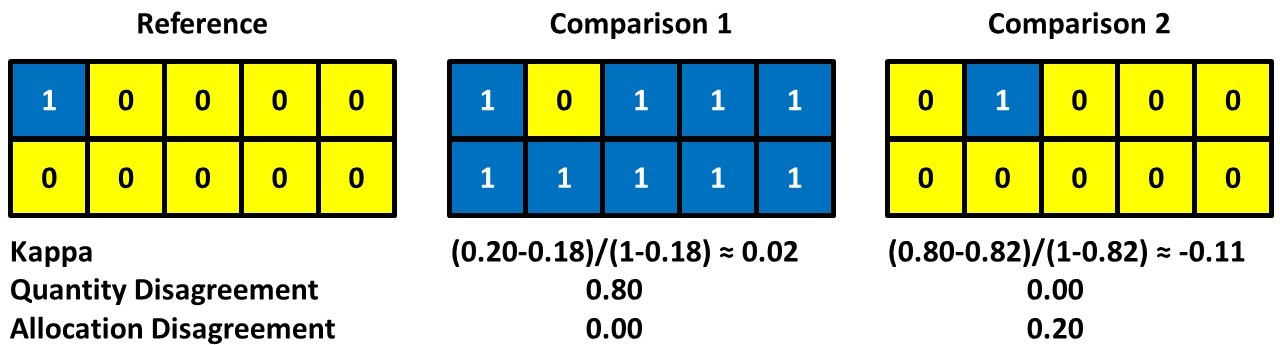 Reference Comparison 1 Comparison 2
1 0 0 0 0 1 0 1 1 1 0 1 0 0 0
0 0 0 0 0 1 1 1 1 1 0 0 0 0 0
Kappa (0.20-0.18)/(1-0.18) ≈ 0.02 (0.80-0.82)/(1-0.82) ≈ -0.11
Quantity Disagreement 0.80 0.00
Allocation Disagreement 0.00 0.20